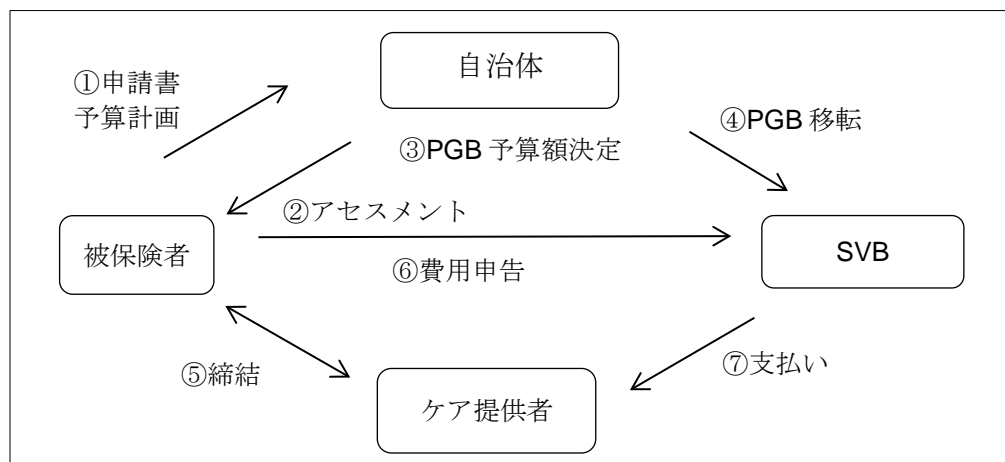 自治体
①申請書
予算計画
④PGB 移転
③PGB 予算額決定
②アセスメント
被保険者
SVB
⑥費用申告
⑤締結
⑦支払い
ケア提供者